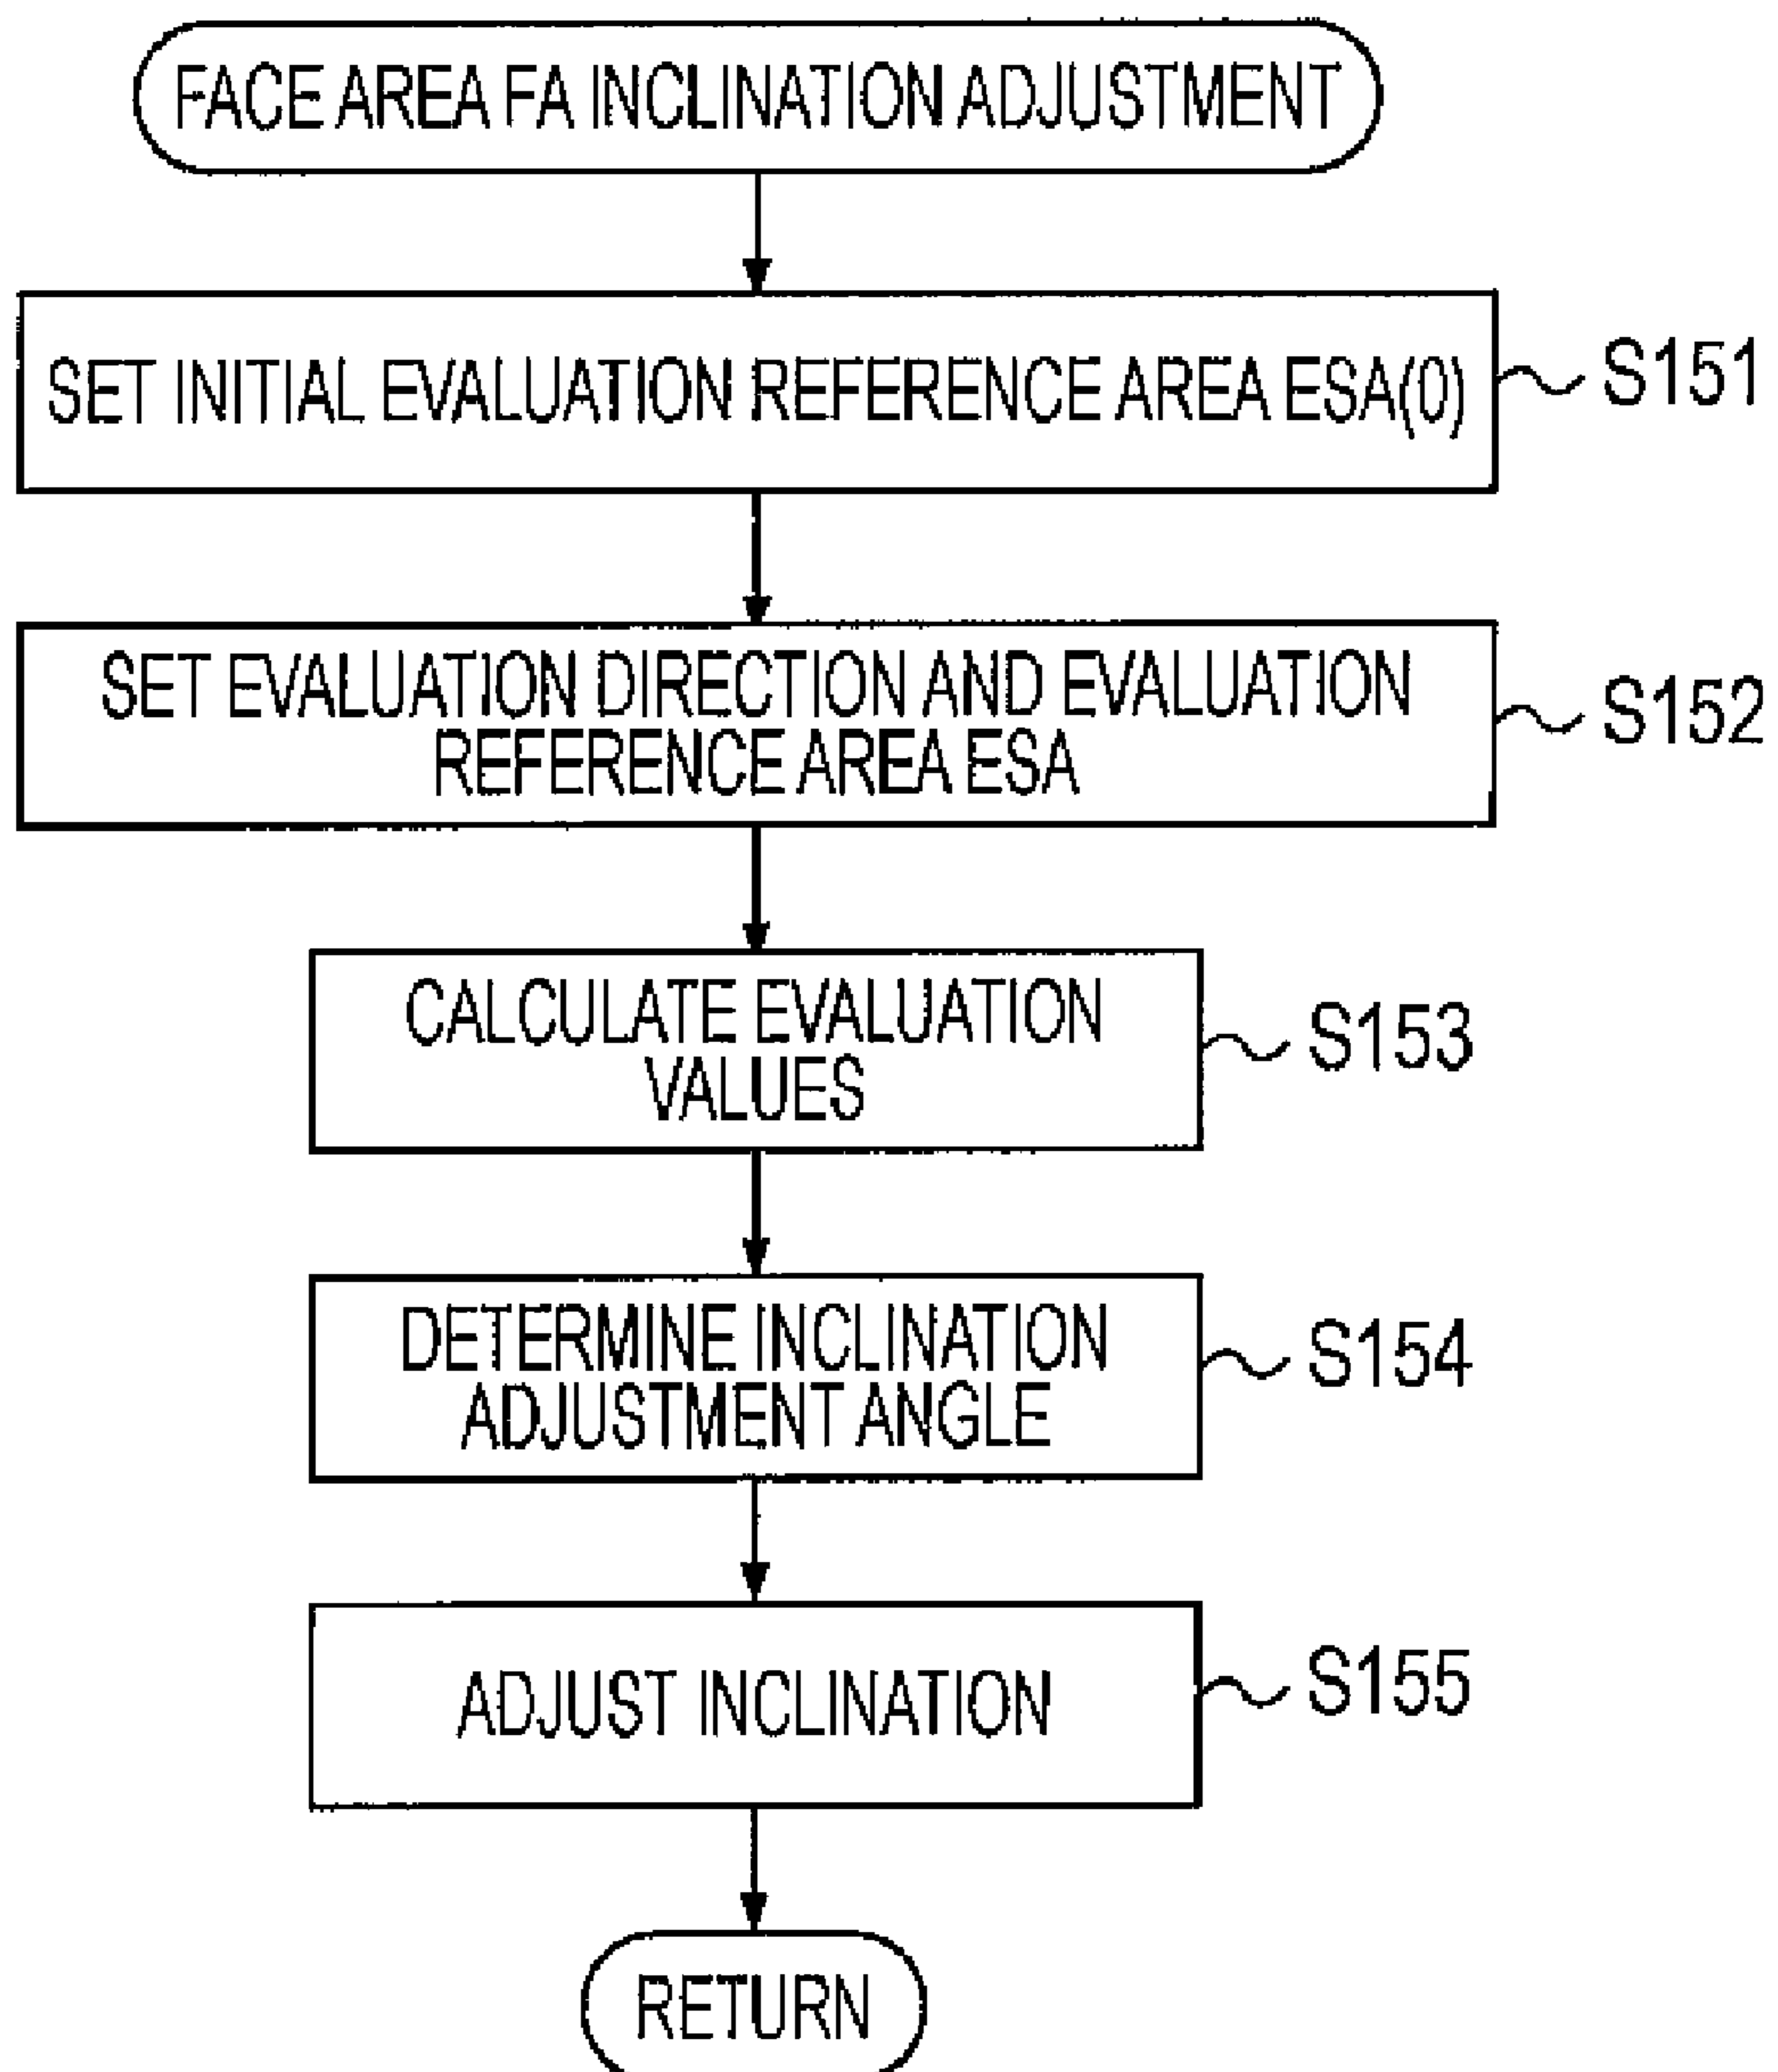 FACE AREA FA INCLINATION ADJUSTMENT
SET INITIAL EVALUATION REFERENCE AREA ESA(0)
S151
SET EVALUATION DIRECTION AND EVALUATION
REFERENCE AREA ESA
S152
CALCULATE EVALUATION
VALUES
S153
DETERMINE INCLINATION
ADJUSTMENT ANGLE
S154
ADJUST INCLINATION
S155
RETURN